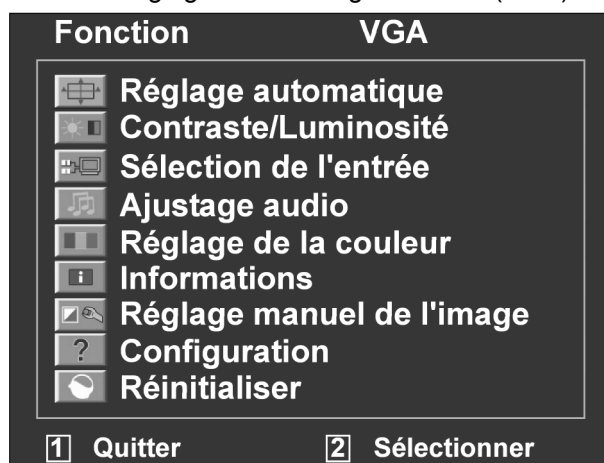 Fonction VGA
Réglage automatique
Contraste/Luminosité
Sélection de l'entrée
Ajustage audio
Réglage de la couleur
Informations
Réglage manuel de l'image
? Configuration
Réinitialiser
1 Quitter 2 Sélectionner